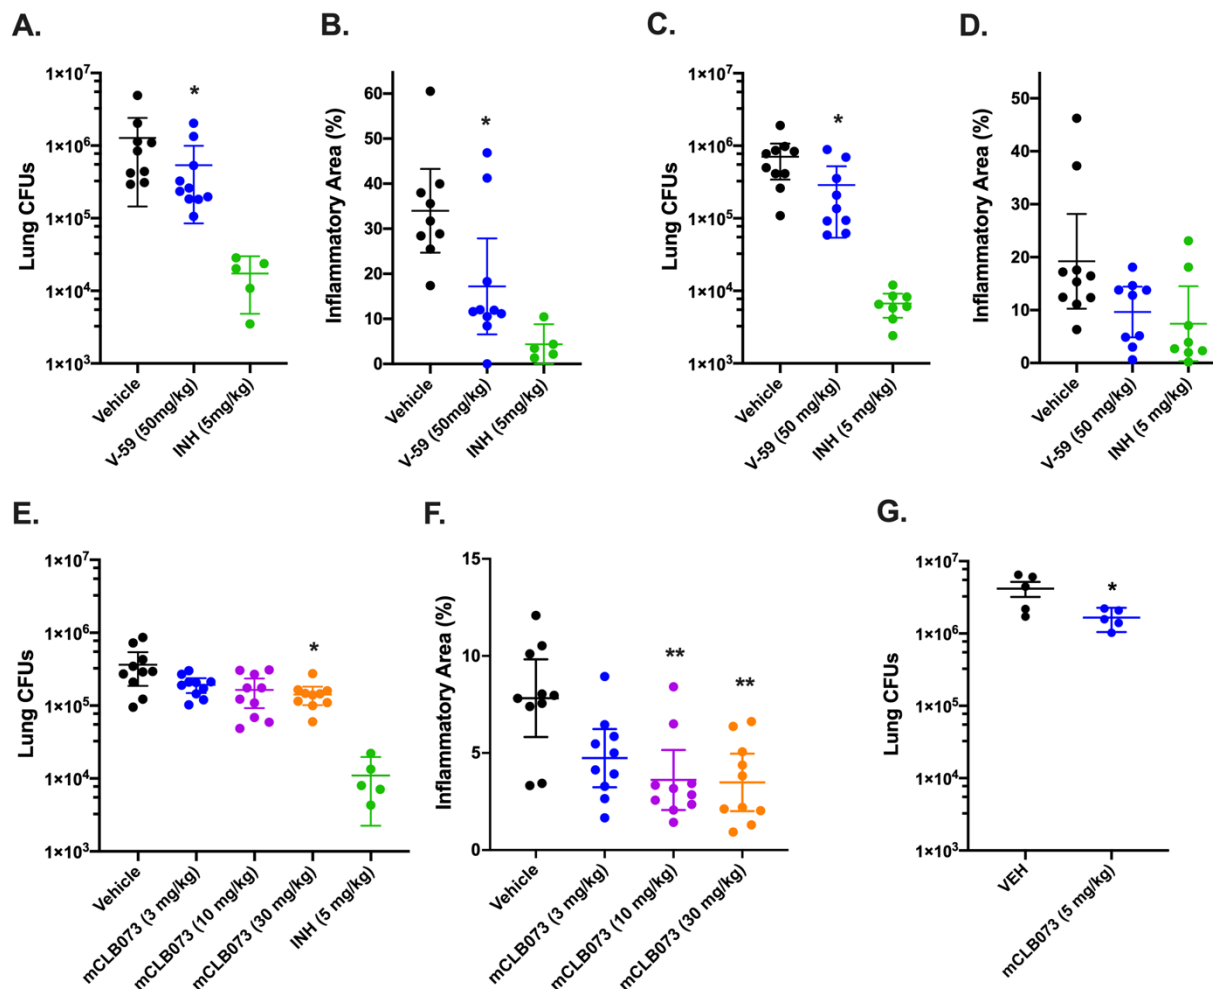 A.
Lung CFUs
1×10⁷
1×10⁶
1×10⁵
1×10⁴
1×10³
*
Vehicle
V-59 (50mg/kg)
INH (5mg/kg)
B.
Inflammatory Area (%)
60
40
20
0
*
Vehicle
V-59 (50mg/kg)
INH (5mg/kg)
C.
Lung CFUs
1×10⁷
1×10⁶
1×10⁵
1×10⁴
1×10³
*
Vehicle
V-59 (50 mg/kg)
INH (5 mg/kg)
D.
Inflammatory Area (%)
50
40
30
20
10
0
Vehicle
V-59 (50 mg/kg)
INH (5 mg/kg)
E.
Lung CFUs
1×10⁷
1×10⁶
1×10⁵
1×10⁴
1×10³
*
Vehicle
mCLB073 (3 mg/kg)
mCLB073 (10 mg/kg)
mCLB073 (30 mg/kg)
INH (5 mg/kg)
F.
Inflammatory Area (%)
15
10
5
0
**
**
Vehicle
mCLB073 (3 mg/kg)
mCLB073 (10 mg/kg)
mCLB073 (30 mg/kg)
G.
Lung CFUs
1×10⁷
1×10⁶
1×10⁵
1×10⁴
1×10³
*
VEH
mCLB073 (5 mg/kg)